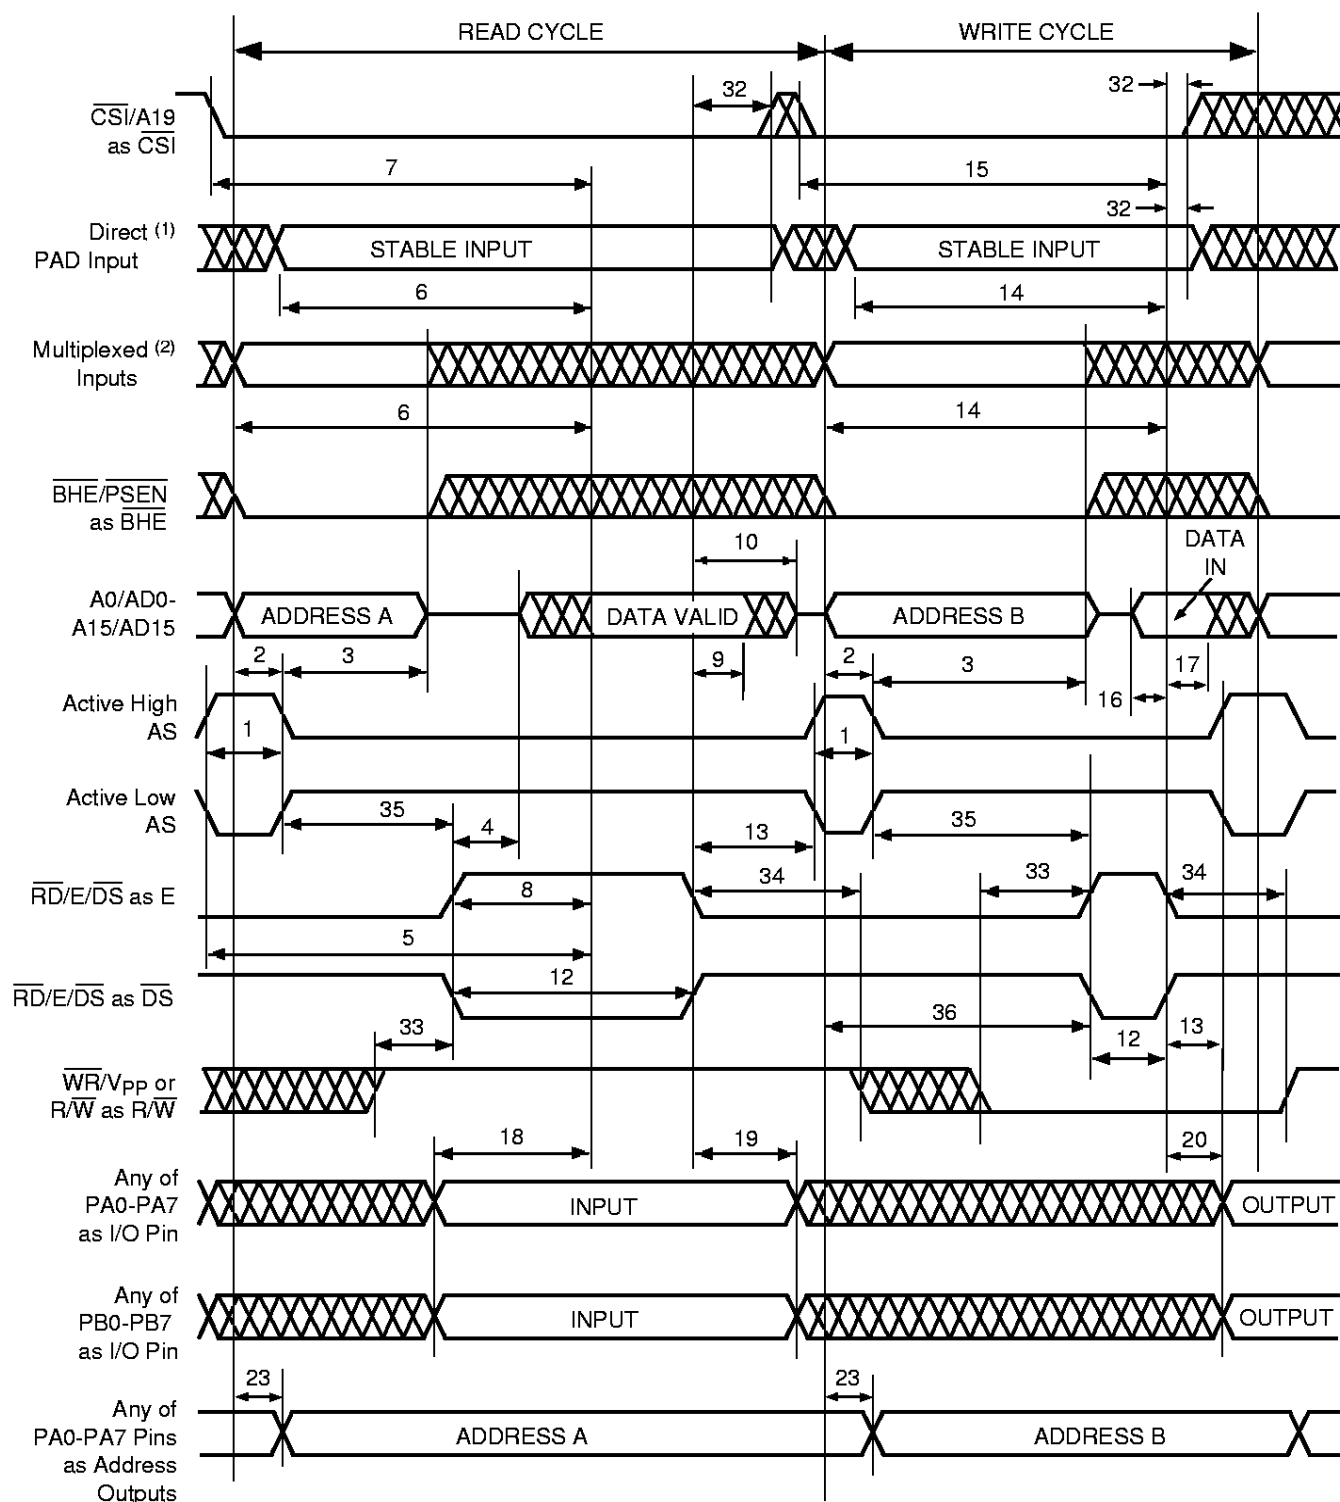 READ CYCLE
WRITE CYCLE
32
32
CSI/A19
as CSI
7
15
32
Direct (1)
PAD Input
STABLE INPUT
STABLE INPUT
6
14
Multiplexed (2)
Inputs
6
14
BHE/PSEN
as BHE
10
DATA
IN
A0/AD0-
A15/AD15
ADDRESS A
DATA VALID
ADDRESS B
2
3
9
2
3
17
16
Active High
AS
1
1
Active Low
AS
35
4
13
35
RD/E/DS as E
8
34
33
34
5
RD/E/DS as DS
12
36
33
12
13
WR/VPP or
R/W as R/W
18
19
20
Any of
PA0-PA7
as I/O Pin
INPUT
OUTPUT
Any of
PB0-PB7
as I/O Pin
INPUT
OUTPUT
23
23
Any of
PA0-PA7 Pins
as Address
Outputs
ADDRESS A
ADDRESS B